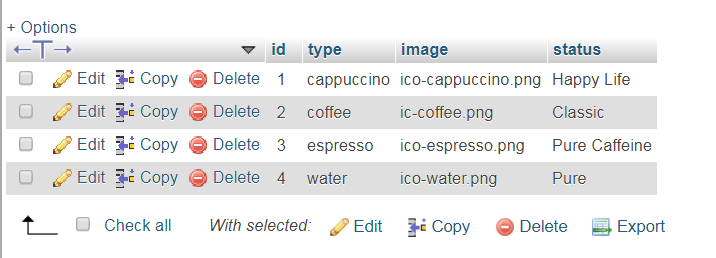 + Options
id type image status
Edit Copy Delete 1 cappuccino ico-cappuccino.png Happy Life
Edit Copy Delete 2 coffee ic-coffee.png Classic
Edit Copy Delete 3 espresso ico-espresso.png Pure Caffeine
Edit Copy Delete 4 water ico-water.png Pure
Check all With selected: Edit Copy Delete Export